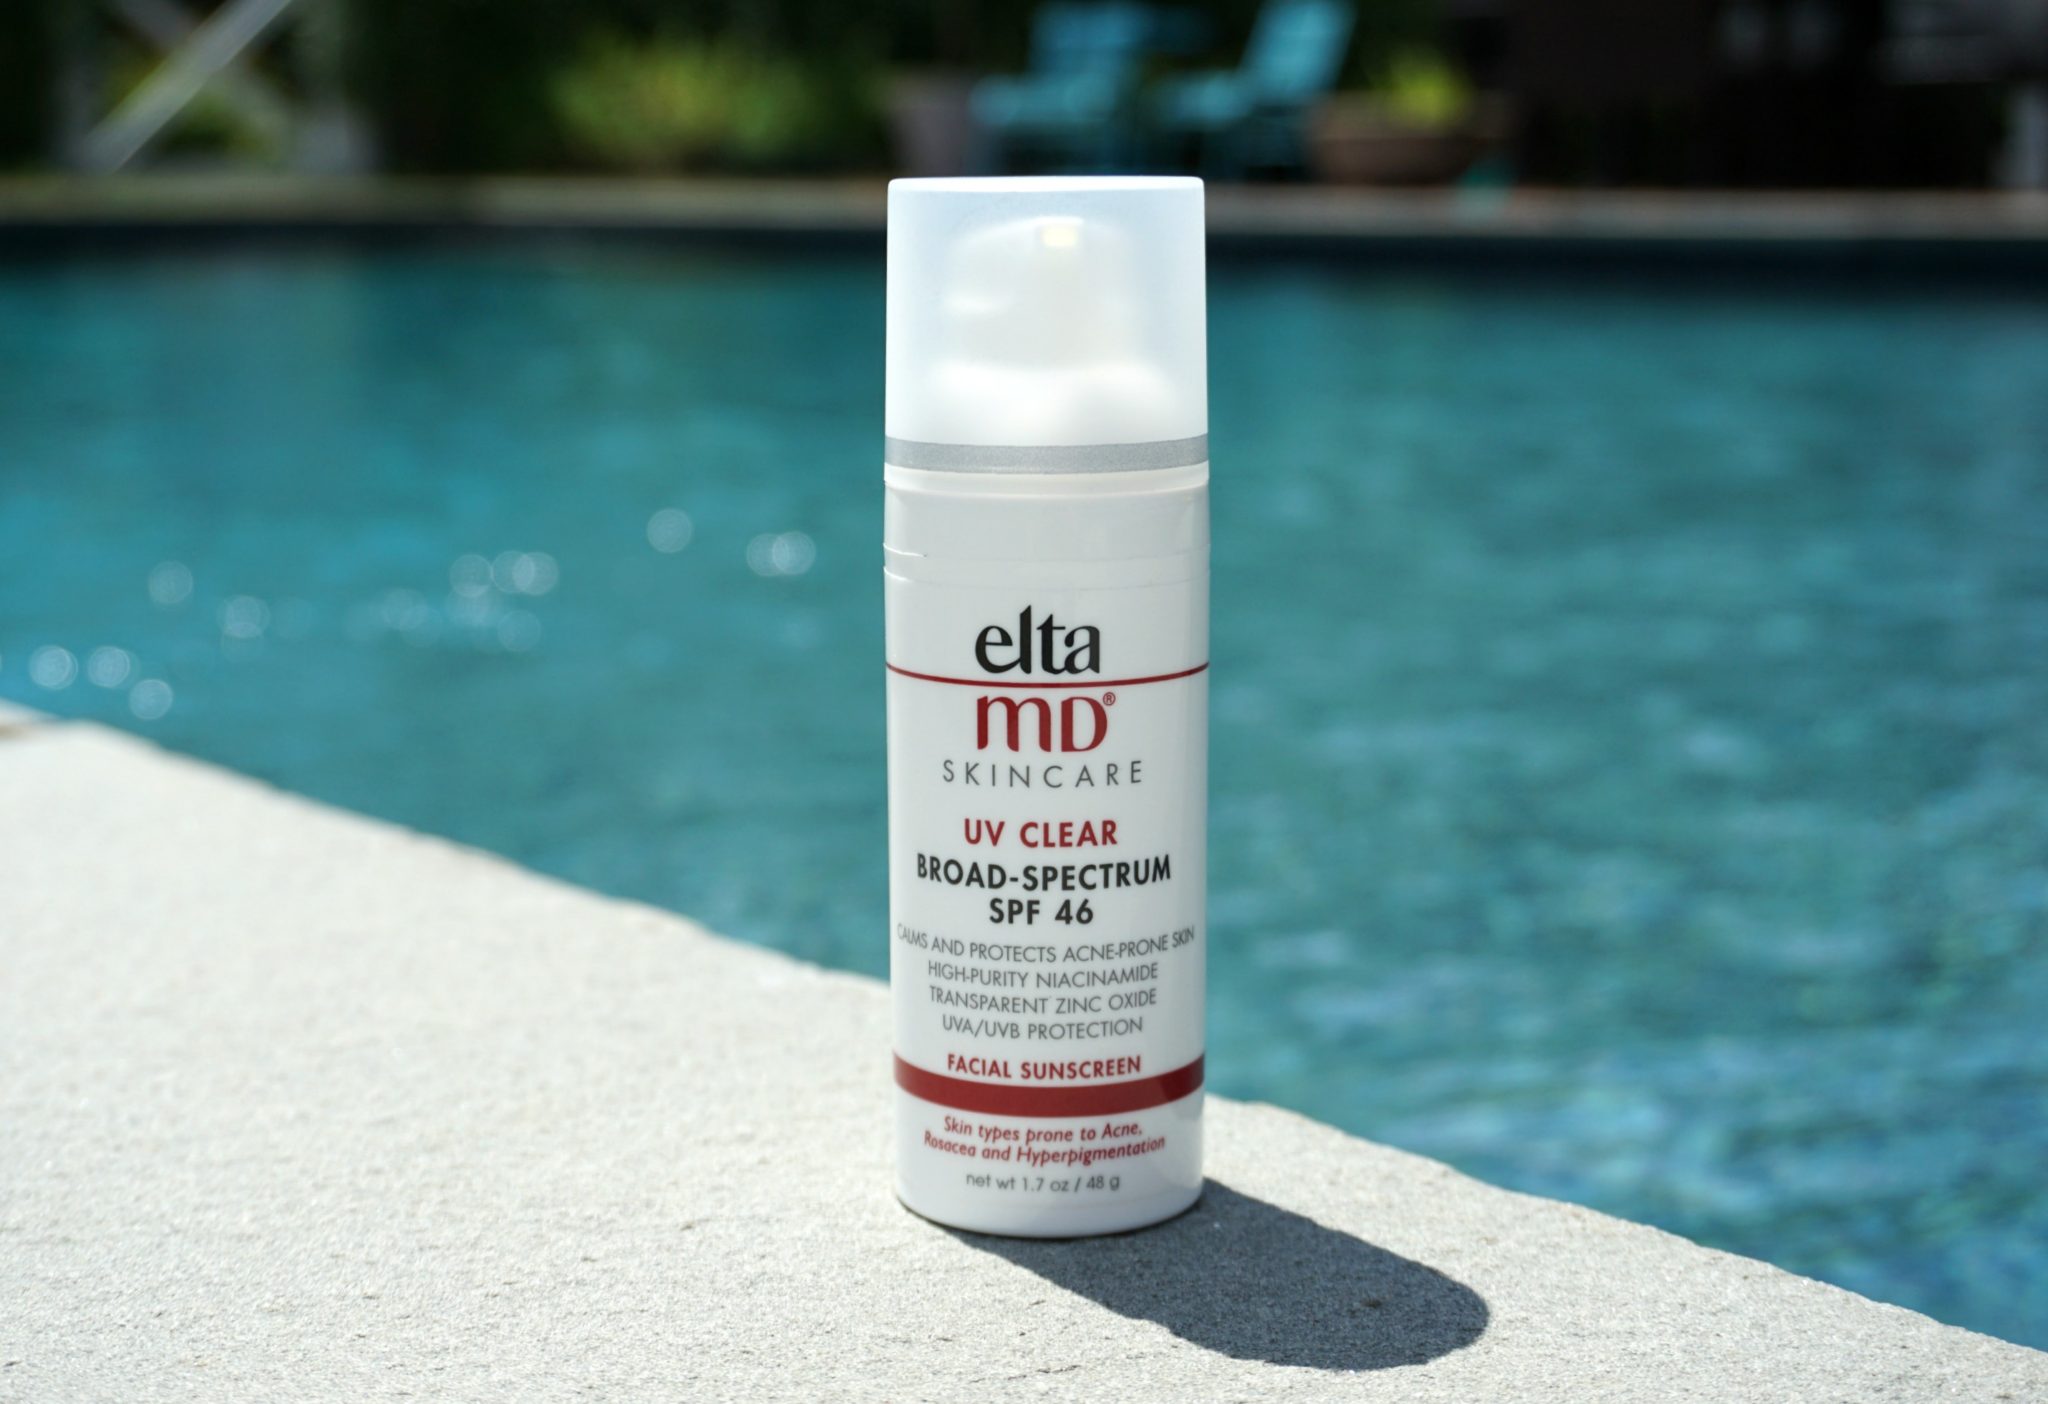 elta
MD®
SKINCARE
UV CLEAR
BROAD-SPECTRUM
SPF 46
CALMS AND PROTECTS ACNE-PRONE SKIN
HIGH-PURITY NIACINAMIDE
TRANSPARENT ZINC OXIDE
UVA/UVB PROTECTION
FACIAL SUNSCREEN
Skin types prone to Acne,
Rosacea and Hyperpigmentation
net wt 1.7 oz / 48 g